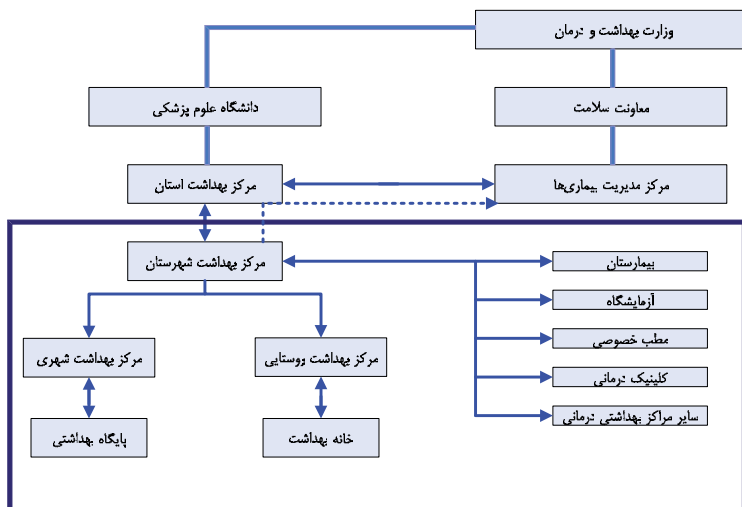 وزارت بهداشت و درمان
معاونت سلامت
دانشگاه علوم پزشکی
مرکز مدیریت بیماری‌ها
مرکز بهداشت استان
مرکز بهداشت شهرستان
بیمارستان
آزمایشگاه
مطب خصوصی
کلینیک درمانی
سایر مراکز بهداشتی درمانی
مرکز بهداشت روستایی
مرکز بهداشت شهری
خانه بهداشت
پایگاه بهداشتی